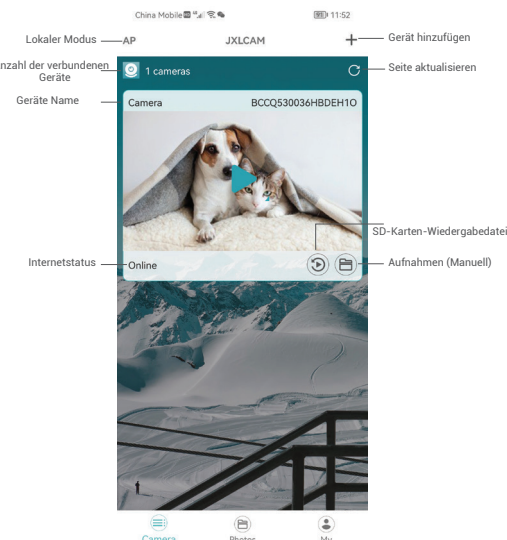 China Mobile 11:52
Lokaler Modus AP JXLCAM + Gerät hinzufügen
nzahl der verbundenen Geräte 1 cameras Seite aktualisieren
Geräte Name Camera BCCQ530036HBDEH1O
SD-Karten-Wiedergabedatei
Internetstatus Online Aufnahmen (Manuell)
Camera Photos My